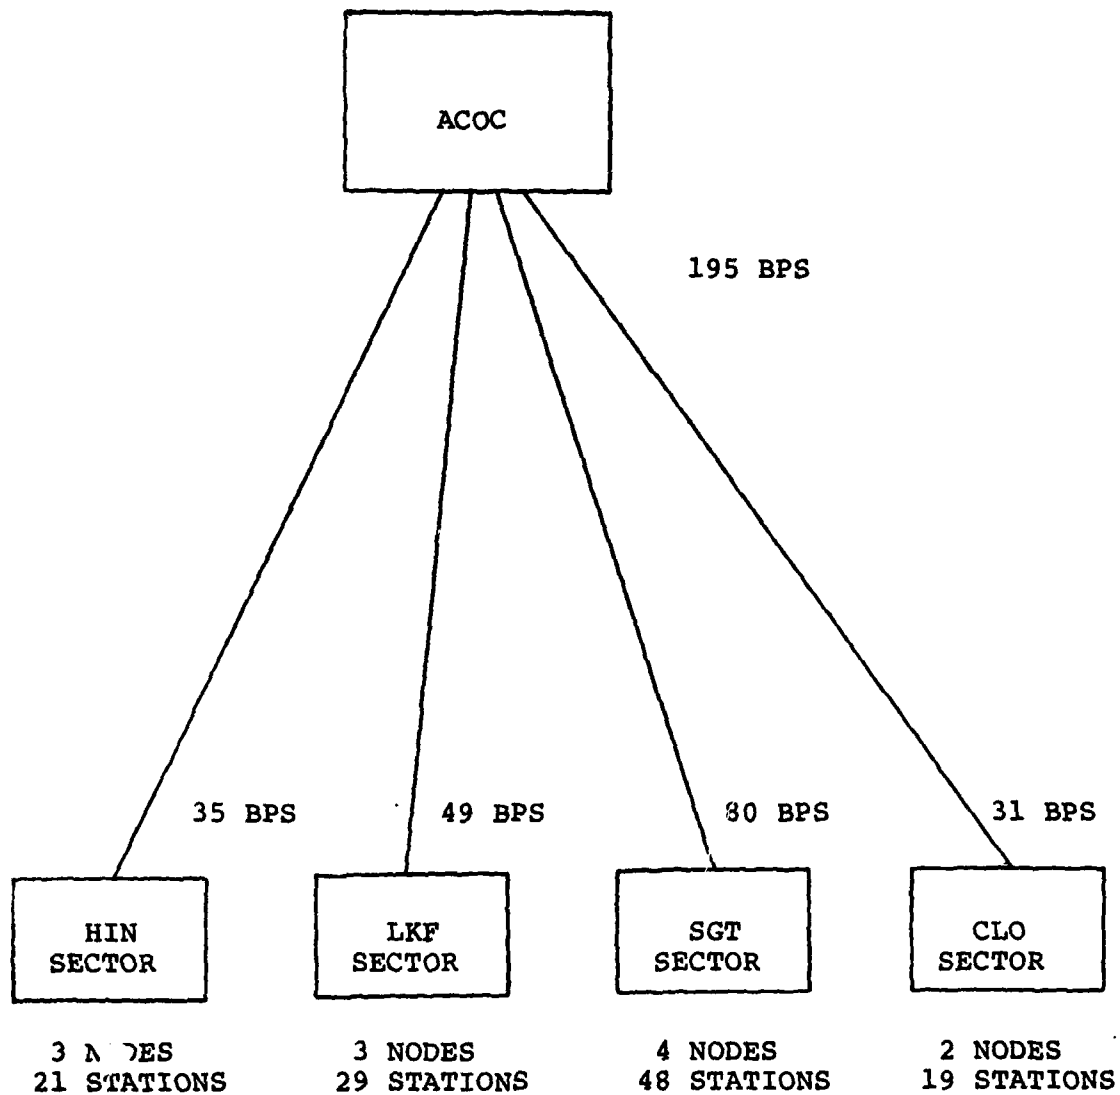 ACOC
195 BPS
35 BPS
49 BPS
80 BPS
31 BPS
HIN
SECTOR
LKF
SECTOR
SGT
SECTOR
CLO
SECTOR
3
21 STATIONS
3 NODES
29 STATIONS
4 NODES
48 STATIONS
2 NODES
19 STATIONS